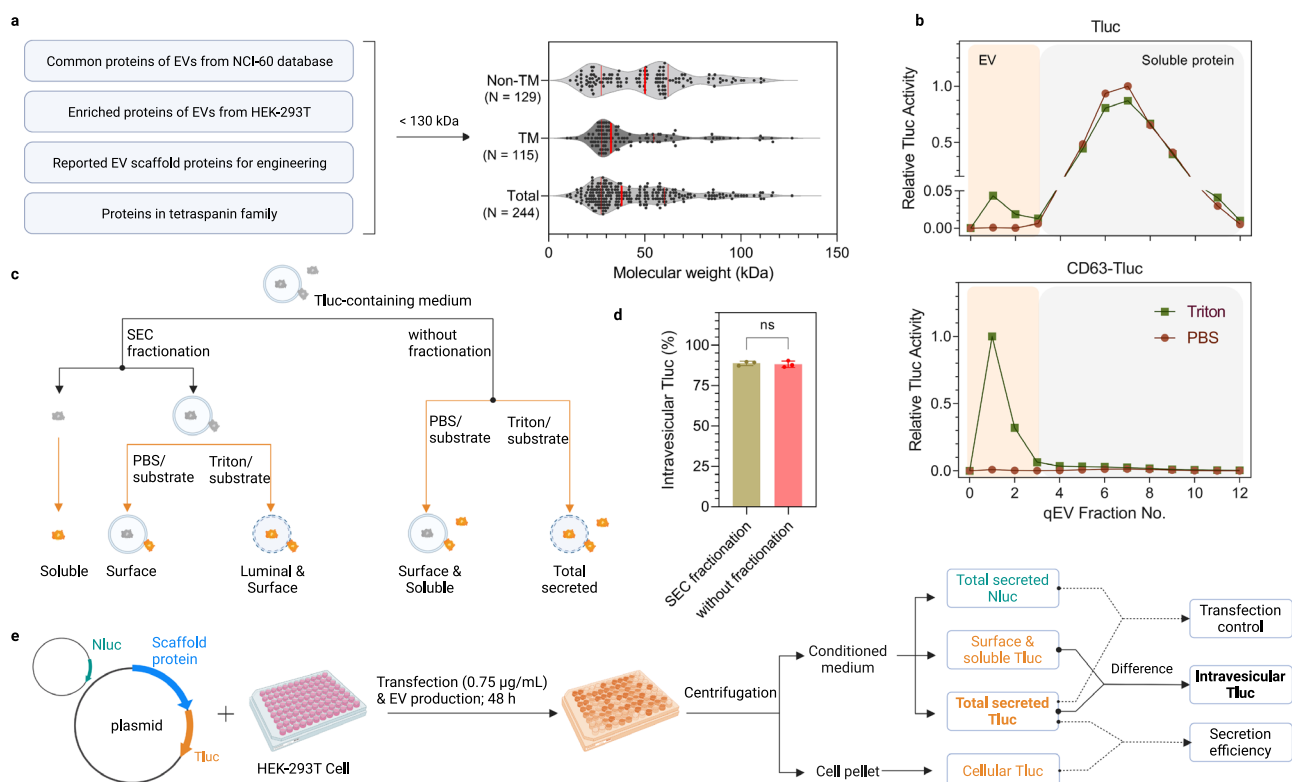 a
Common proteins of EVs from NCI-60 database
Enriched proteins of EVs from HEK-293T
Reported EV scaffold proteins for engineering
Proteins in tetraspanin family
< 130 kDa
Non-TM
(N = 129)
TM
(N = 115)
Total
(N = 244)
0
50
100
150
Molecular weight (kDa)
b
Tluc
EV
Soluble protein
Relative Tluc Activity
1.0
0.5
0.05
0.00
CD63-Tluc
Triton
PBS
Relative Tluc Activity
1.0
0.5
0.0
0
2
4
6
8
10
12
qEV Fraction No.
c
Tluc-containing medium
SEC
fractionation
without
fractionation
PBS/
substrate
Triton/
substrate
PBS/
substrate
Triton/
substrate
Soluble
Surface
Luminal &
Surface
Surface &
Soluble
Total
secreted
d
ns
Intravesicular Tluc (%)
100
75
50
25
0
SEC fractionation
without fractionation
e
Nluc
Scaffold
protein
plasmid
Tluc
+
HEK-293T Cell
Transfection (0.75 µg/mL)
& EV production; 48 h
Centrifugation
Conditioned
medium
Cell pellet
Total secreted
Nluc
Surface &
soluble Tluc
Total secreted
Tluc
Cellular Tluc
Difference
Transfection
control
Intravesicular
Tluc
Secretion
efficiency